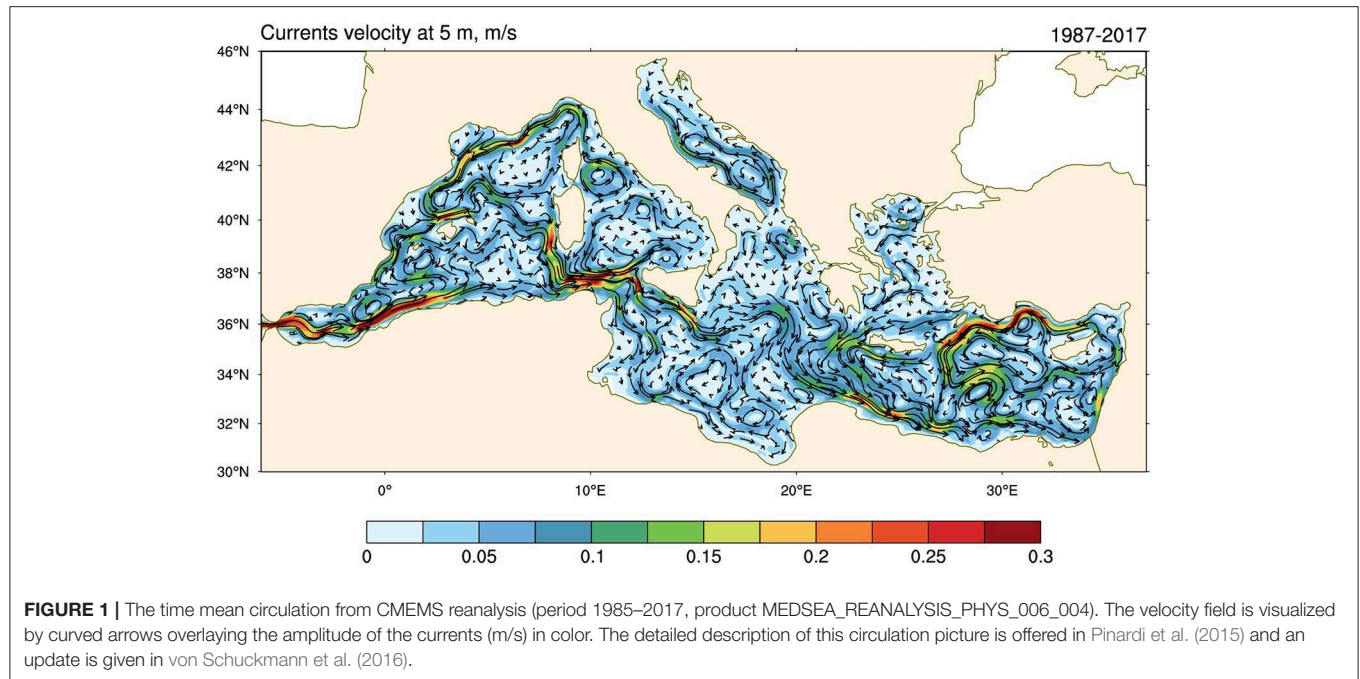 Currents velocity at 5 m, m/s 1987-2017
46°N
44°N
42°N
40°N
38°N
36°N
34°N
32°N
30°N
0° 10°E 20°E 30°E
0 0.05 0.1 0.15 0.2 0.25 0.3
FIGURE 1 | The time mean circulation from CMEMS reanalysis (period 1985–2017, product MEDSEA_REANALYSIS_PHYS_006_004). The velocity field is visualized
by curved arrows overlaying the amplitude of the currents (m/s) in color. The detailed description of this circulation picture is offered in Pinardi et al. (2015) and an
update is given in von Schuckmann et al. (2016).